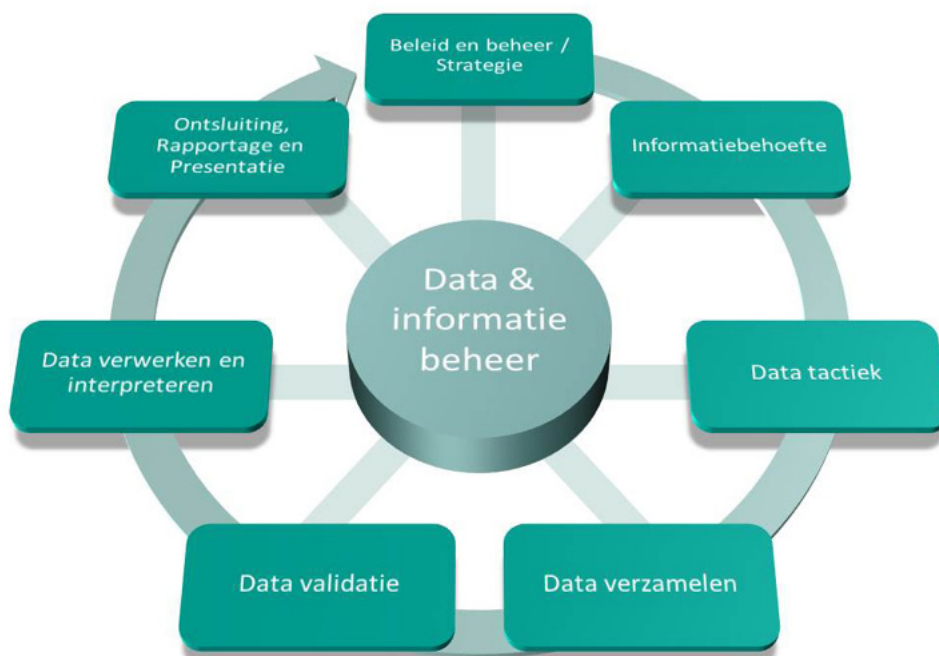 Beleid en beheer /
Strategie
Informatiebehoefte
Data tactiek
Data verzamelen
Data validatie
Data verwerken en
interpreteren
Ontsluiting,
Rapportage en
Presentatie
Data &
informatie
beheer